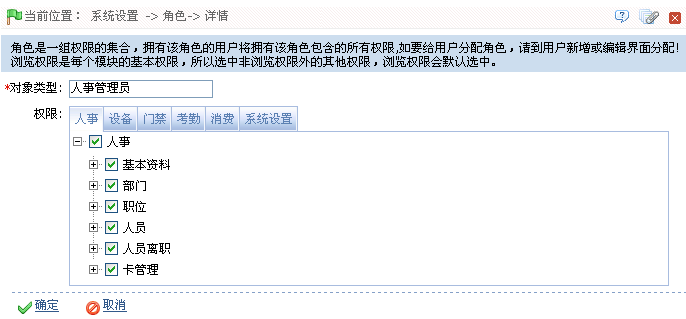 当前位置： 系统设置 -> 角色-> 详情
角色是一组权限的集合，拥有该角色的用户将拥有该角色包含的所有权限,如要给用户分配角色，请到用户新增或编辑界面分配!
浏览权限是每个模块的基本权限，所以选中非浏览权限外的其他权限，浏览权限会默认选中。
*对象类型: 人事管理员
权限:
人事 设备 门禁 考勤 消费 系统设置
人事
基本资料
部门
职位
人员
人员离职
卡管理
确定 取消